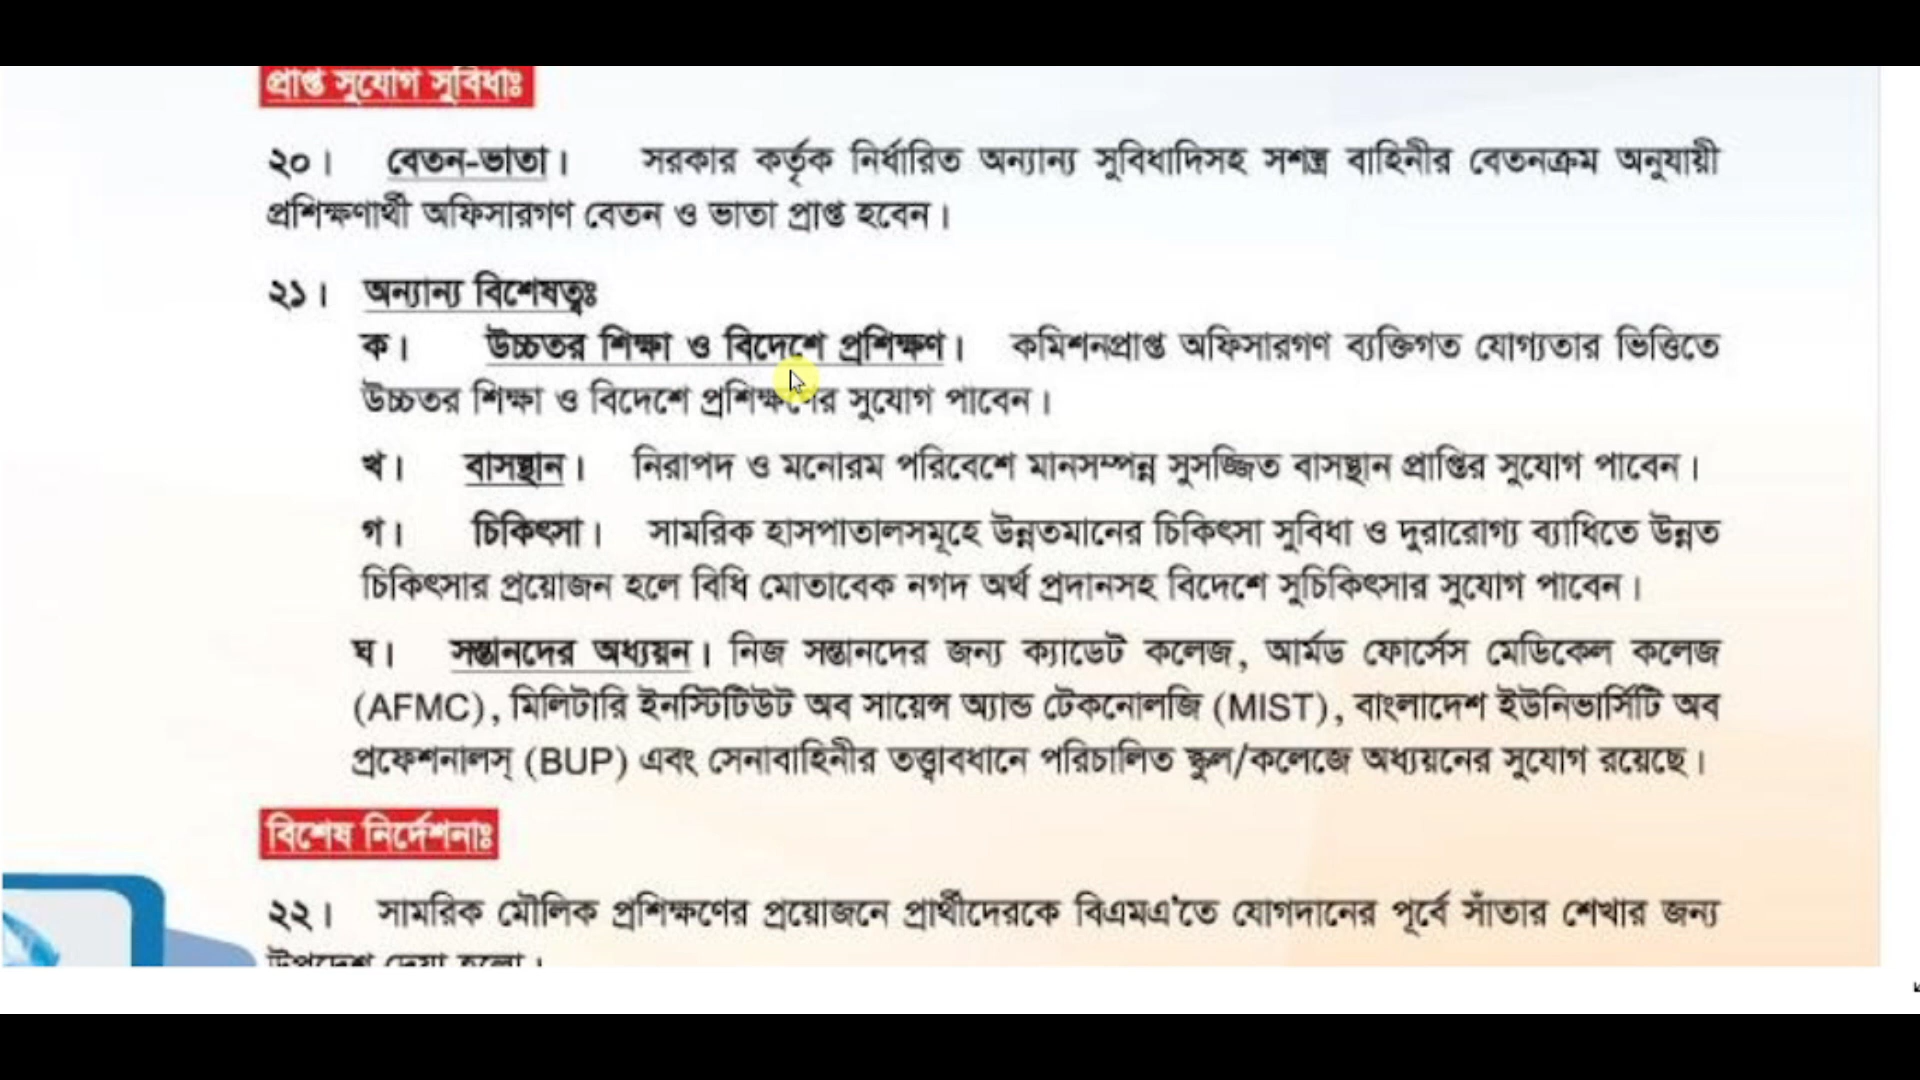 প্রাপ্ত সুযোগ সুবিধাঃ
২০। বেতন-ভাতা। সরকার কর্তৃক নির্ধারিত অন্যান্য সুবিধাদিসহ সশস্ত্র বাহিনীর বেতনক্রম অনুযায়ী
প্রশিক্ষণার্থী অফিসারগণ বেতন ও ভাতা প্রাপ্ত হবেন।
২১। অন্যান্য বিশেষত্বঃ
ক। উচ্চতর শিক্ষা ও বিদেশে প্রশিক্ষণ। কমিশনপ্রাপ্ত অফিসারগণ ব্যক্তিগত যোগ্যতার ভিত্তিতে
উচ্চতর শিক্ষা ও বিদেশে প্রশিক্ষণের সুযোগ পাবেন।
খ। বাসস্থান। নিরাপদ ও মনোরম পরিবেশে মানসম্পন্ন সুসজ্জিত বাসস্থান প্রাপ্তির সুযোগ পাবেন।
গ। চিকিৎসা। সামরিক হাসপাতালসমূহে উন্নতমানের চিকিৎসা সুবিধা ও দুরারোগ্য ব্যাধিতে উন্নত
চিকিৎসার প্রয়োজন হলে বিধি মোতাবেক নগদ অর্থ প্রদানসহ বিদেশে সুচিকিৎসার সুযোগ পাবেন।
ঘ। সন্তানদের অধ্যয়ন। নিজ সন্তানদের জন্য ক্যাডেট কলেজ, আর্মড ফোর্সেস মেডিকেল কলেজ
(AFMC), মিলিটারি ইনস্টিটিউট অব সায়েন্স অ্যান্ড টেকনোলজি (MIST), বাংলাদেশ ইউনিভার্সিটি অব
প্রফেশনালস্ (BUP) এবং সেনাবাহিনীর তত্ত্বাবধানে পরিচালিত স্কুল/কলেজে অধ্যয়নের সুযোগ রয়েছে।
বিশেষ নির্দেশনাঃ
২২। সামরিক মৌলিক প্রশিক্ষণের প্রয়োজনে প্রার্থীদেরকে বিএমএ'তে যোগদানের পূর্বে সাঁতার শেখার জন্য
উপদেশ দেয়া হলো।